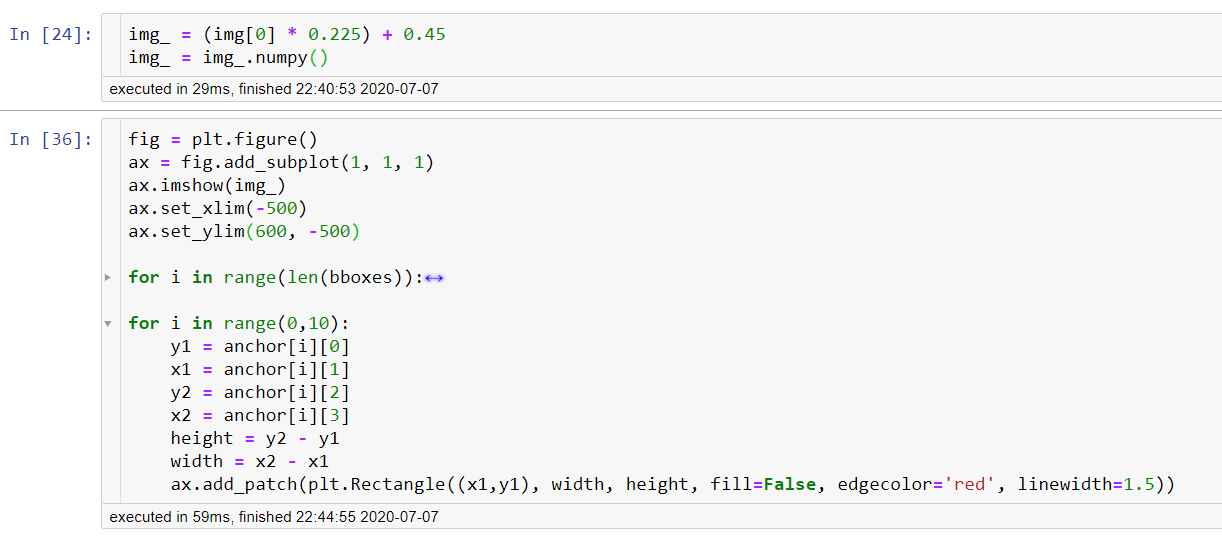 In [24]:
img_ = (img[0] * 0.225) + 0.45
img_ = img_.numpy()
executed in 29ms, finished 22:40:53 2020-07-07
In [36]:
fig = plt.figure()
ax = fig.add_subplot(1, 1, 1)
ax.imshow(img_)
ax.set_xlim(-500)
ax.set_ylim(600, -500)
for i in range(len(bboxes)):↔
for i in range(0,10):
    y1 = anchor[i][0]
    x1 = anchor[i][1]
    y2 = anchor[i][2]
    x2 = anchor[i][3]
    height = y2 - y1
    width = x2 - x1
    ax.add_patch(plt.Rectangle((x1,y1), width, height, fill=False, edgecolor='red', linewidth=1.5))
executed in 59ms, finished 22:44:55 2020-07-07